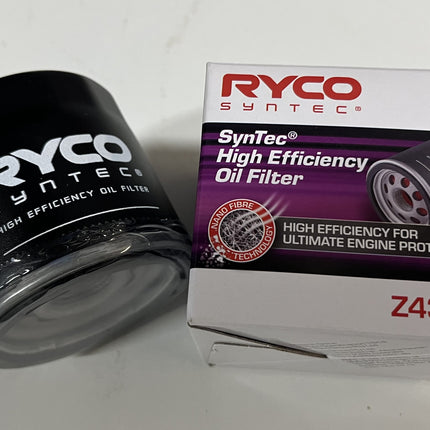 RYCO
SYNTEC®
HIGH EFFICIENCY OIL FILTER
RYCO
SYNTEC®
SynTec®
High Efficiency
Oil Filter
NANO FIBRE
TECHNOLOGY
HIGH EFFICIENCY FOR
ULTIMATE ENGINE PROT
Z43